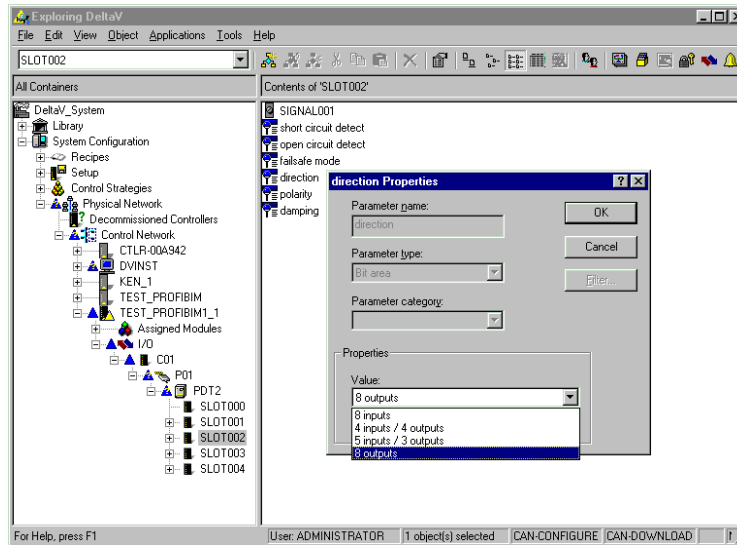 Exploring DeltaV
File Edit View Object Applications Tools Help
SLOT002
All Containers
Contents of 'SLOT002'
DeltaV_System
Library
System Configuration
Recipes
Setup
Control Strategies
Physical Network
Decommissioned Controllers
Control Network
CTLR-00A942
DVINST
KEN_1
TEST_PROFIBIM
TEST_PROFIBIM1_1
Assigned Modules
I/O
C01
P01
PDT2
SLOT000
SLOT001
SLOT002
SLOT003
SLOT004
SIGNAL001
short circuit detect
open circuit detect
failsafe mode
direction
polarity
damping
direction Properties
Parameter name:
direction
Parameter type:
Bit area
Parameter category:
OK
Cancel
Filter...
Properties
Value:
8 outputs
8 inputs
4 inputs / 4 outputs
5 inputs / 3 outputs
8 outputs
For Help, press F1
User: ADMINISTRATOR
1 object(s) selected
CAN-CONFIGURE
CAN-DOWNLOAD